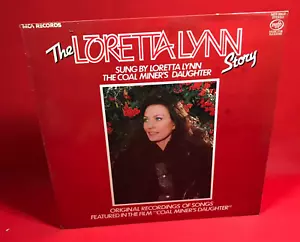 MCA RECORDS
The LORETTA LYNN Story
SUNG BY LORETTA LYNN
THE COAL MINER'S DAUGHTER
ORIGINAL RECORDINGS OF SONGS
FEATURED IN THE FILM "COAL MINER'S DAUGHTER"